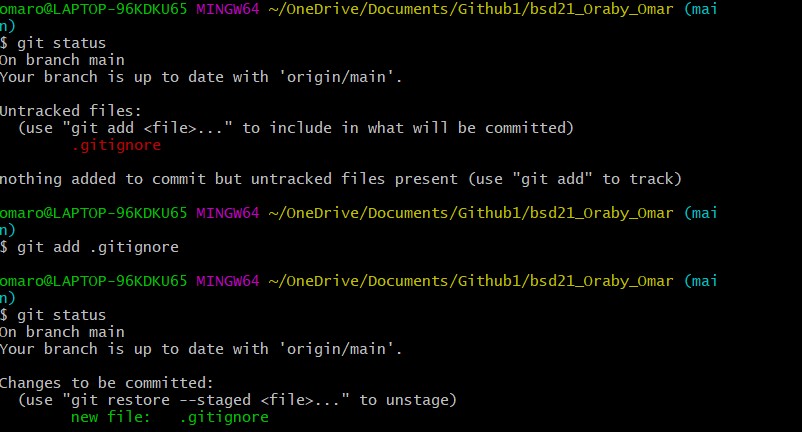 omaro@LAPTOP-96KDKU65 MINGW64 ~/OneDrive/Documents/Github1/bsd21_Oraby_Omar (mai
n)
$ git status
On branch main
Your branch is up to date with 'origin/main'.
Untracked files:
  (use "git add <file>..." to include in what will be committed)
        .gitignore
nothing added to commit but untracked files present (use "git add" to track)
omaro@LAPTOP-96KDKU65 MINGW64 ~/OneDrive/Documents/Github1/bsd21_Oraby_Omar (mai
n)
$ git add .gitignore
omaro@LAPTOP-96KDKU65 MINGW64 ~/OneDrive/Documents/Github1/bsd21_Oraby_Omar (mai
n)
$ git status
On branch main
Your branch is up to date with 'origin/main'.
Changes to be committed:
  (use "git restore --staged <file>..." to unstage)
        new file:   .gitignore